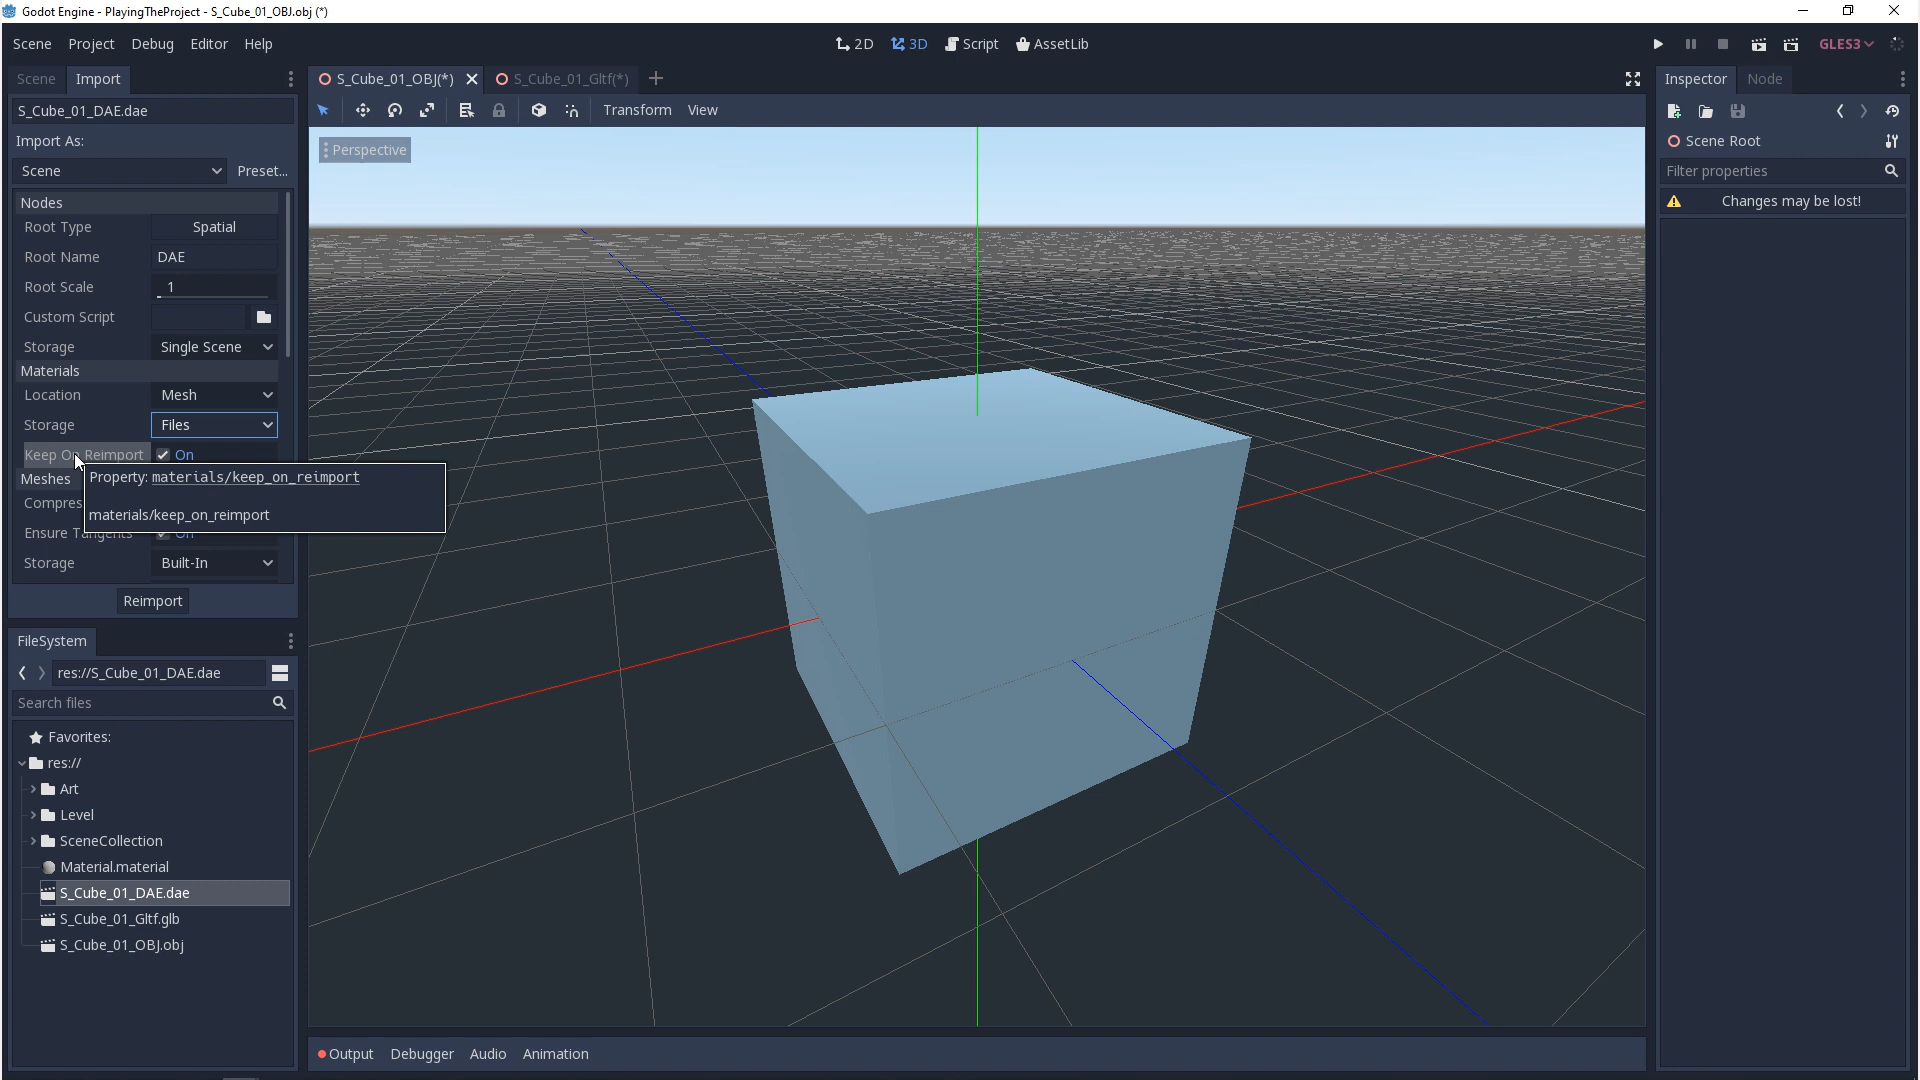 Godot Engine - PlayingTheProject - S_Cube_01_OBJ.obj (*)
Scene Project Debug Editor Help
2D 3D Script AssetLib
GLES3
Scene Import
S_Cube_01_OBJ(*) S_Cube_01_Gltf(*)
Inspector Node
S_Cube_01_DAE.dae
Transform View
Import As:
Scene Preset...
Perspective
Scene Root
Filter properties
Changes may be lost!
Nodes
Root Type Spatial
Root Name DAE
Root Scale 1
Custom Script
Storage Single Scene
Materials
Location Mesh
Storage Files
Keep On Reimport On
Meshes
Property: materials/keep_on_reimport
Compres
materials/keep_on_reimport
Ensure Tangents On
Storage Built-In
Reimport
FileSystem
res://S_Cube_01_DAE.dae
Search files
Favorites:
res://
Art
Level
SceneCollection
Material.material
S_Cube_01_DAE.dae
S_Cube_01_Gltf.glb
S_Cube_01_OBJ.obj
Output Debugger Audio Animation